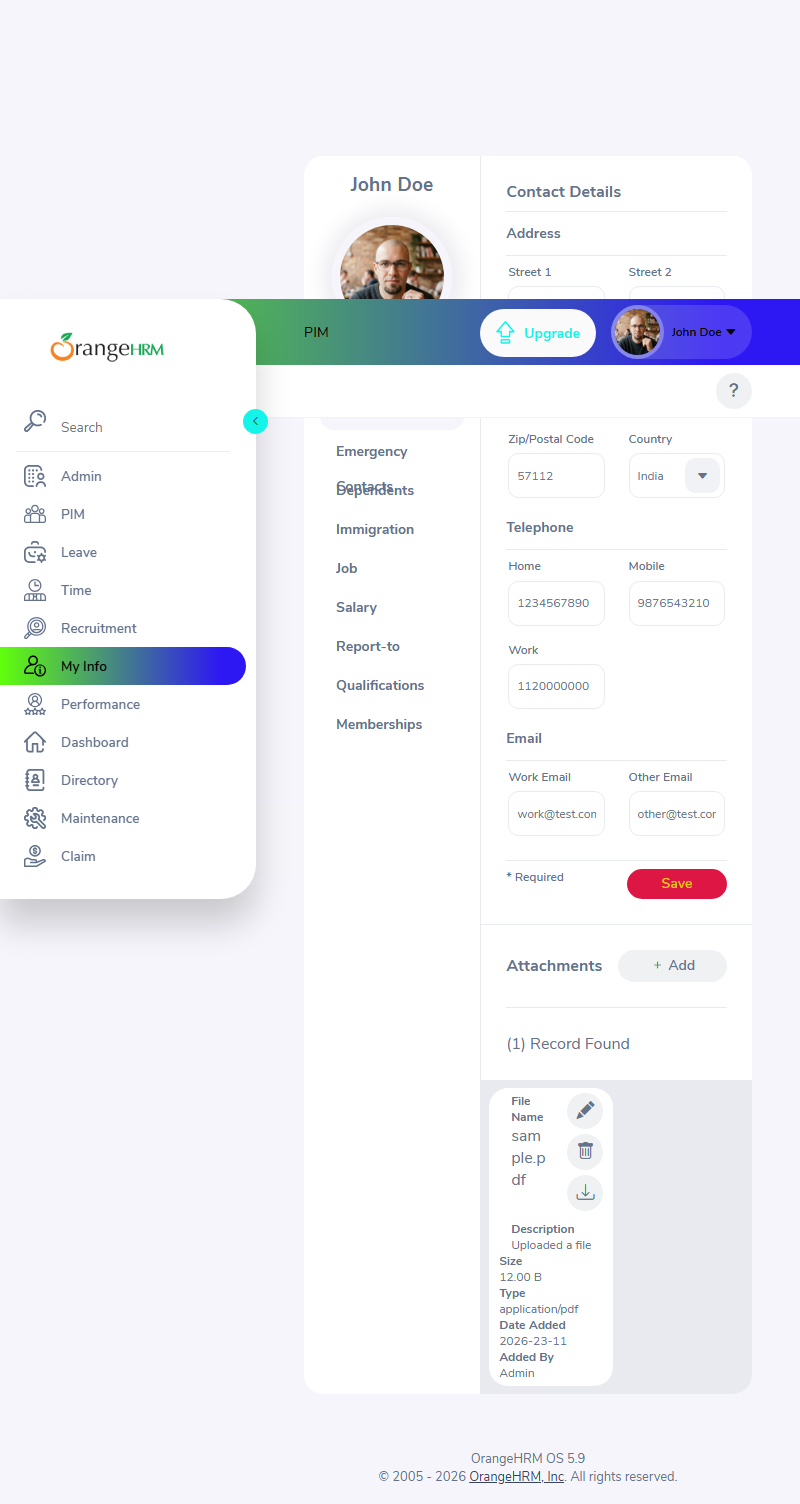 John Doe
Contact Details
Address
Street 1
Street 2
OrangeHRM
PIM
Upgrade
John Doe
?
Search
Admin
PIM
Leave
Time
Recruitment
My Info
Performance
Dashboard
Directory
Maintenance
Claim
Emergency
Contacts
Dependents
Immigration
Job
Salary
Report-to
Qualifications
Memberships
Zip/Postal Code
Country
57112
India
Telephone
Home
Mobile
1234567890
9876543210
Work
1120000000
Email
Work Email
Other Email
work@test.com
other@test.com
* Required
Save
Attachments
+ Add
(1) Record Found
File
Name
sam
ple.p
df
Description
Uploaded a file
Size
12.00 B
Type
application/pdf
Date Added
2026-23-11
Added By
Admin
OrangeHRM OS 5.9
© 2005 - 2026 OrangeHRM, Inc. All rights reserved.